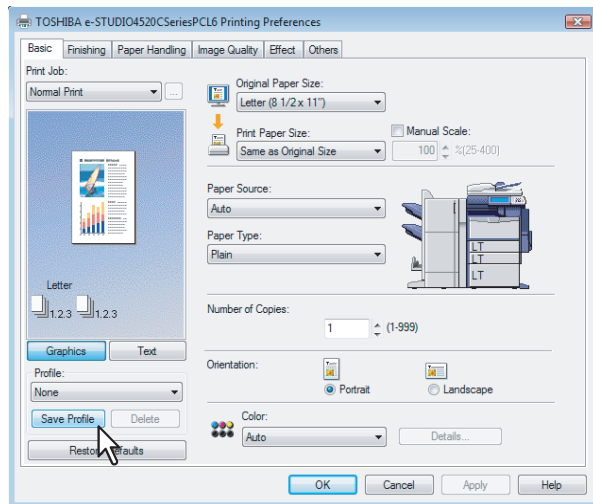 TOSHIBA e-STUDIO4520CSeriesPCL6 Printing Preferences
Basic Finishing Paper Handling Image Quality Effect Others
Print Job:
Normal Print
...
Original Paper Size:
Letter (8 1/2 x 11")
Print Paper Size:
Same as Original Size
Manual Scale:
100 %(25-400)
Paper Source:
Auto
Paper Type:
Plain
LT
LT
LT
Letter
1.2.3 1.2.3
Number of Copies:
1 (1-999)
Graphics Text
Orientation:
Portrait Landscape
Profile:
None
Save Profile Delete
Restore Defaults
Color:
Auto
Details...
OK Cancel Apply Help